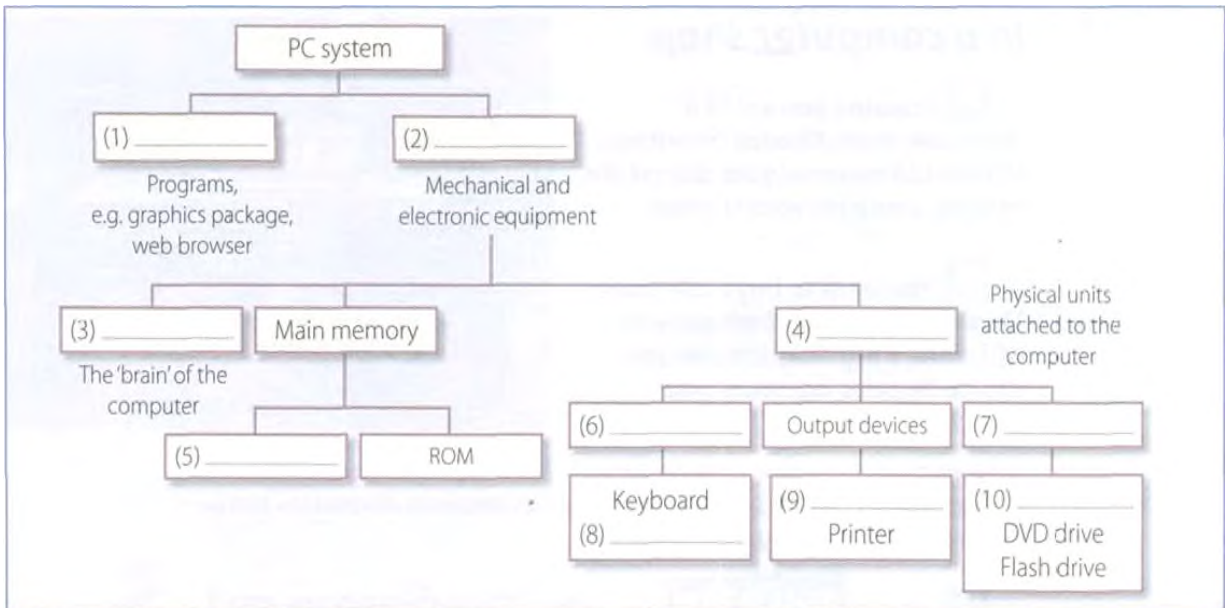 PC system
(1) ____________
(2) ____________
Programs,
e.g. graphics package,
web browser
Mechanical and
electronic equipment
(3) ____________
Main memory
(4) ____________
Physical units
attached to the
computer
The 'brain' of the
computer
(5) ____________
ROM
(6) ____________
Output devices
(7) ____________
Keyboard
(8) ____________
(9) ____________
Printer
(10) ____________
DVD drive
Flash drive